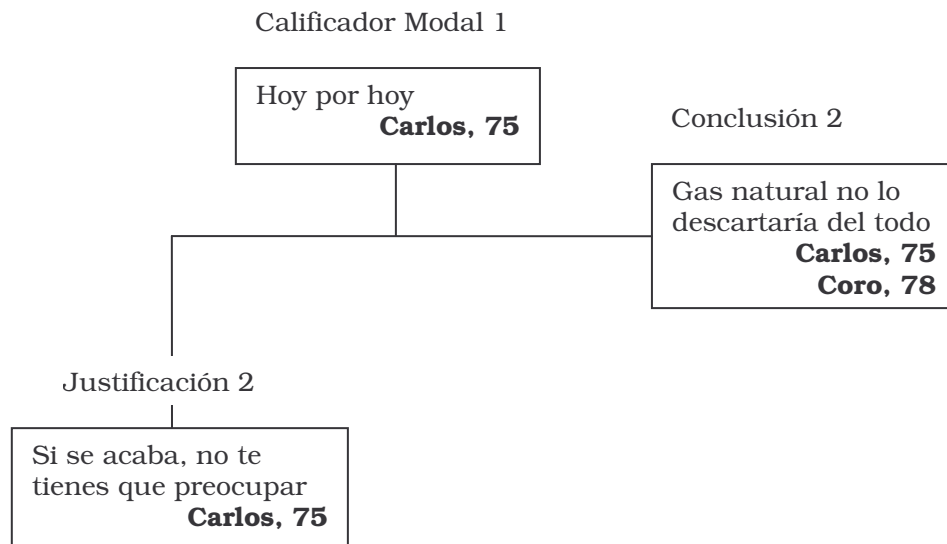 Calificador Modal 1
Hoy por hoy
Carlos, 75
Conclusión 2
Gas natural no lo
descartaría del todo
Carlos, 75
Coro, 78
Justificación 2
Si se acaba, no te
tienes que preocupar
Carlos, 75